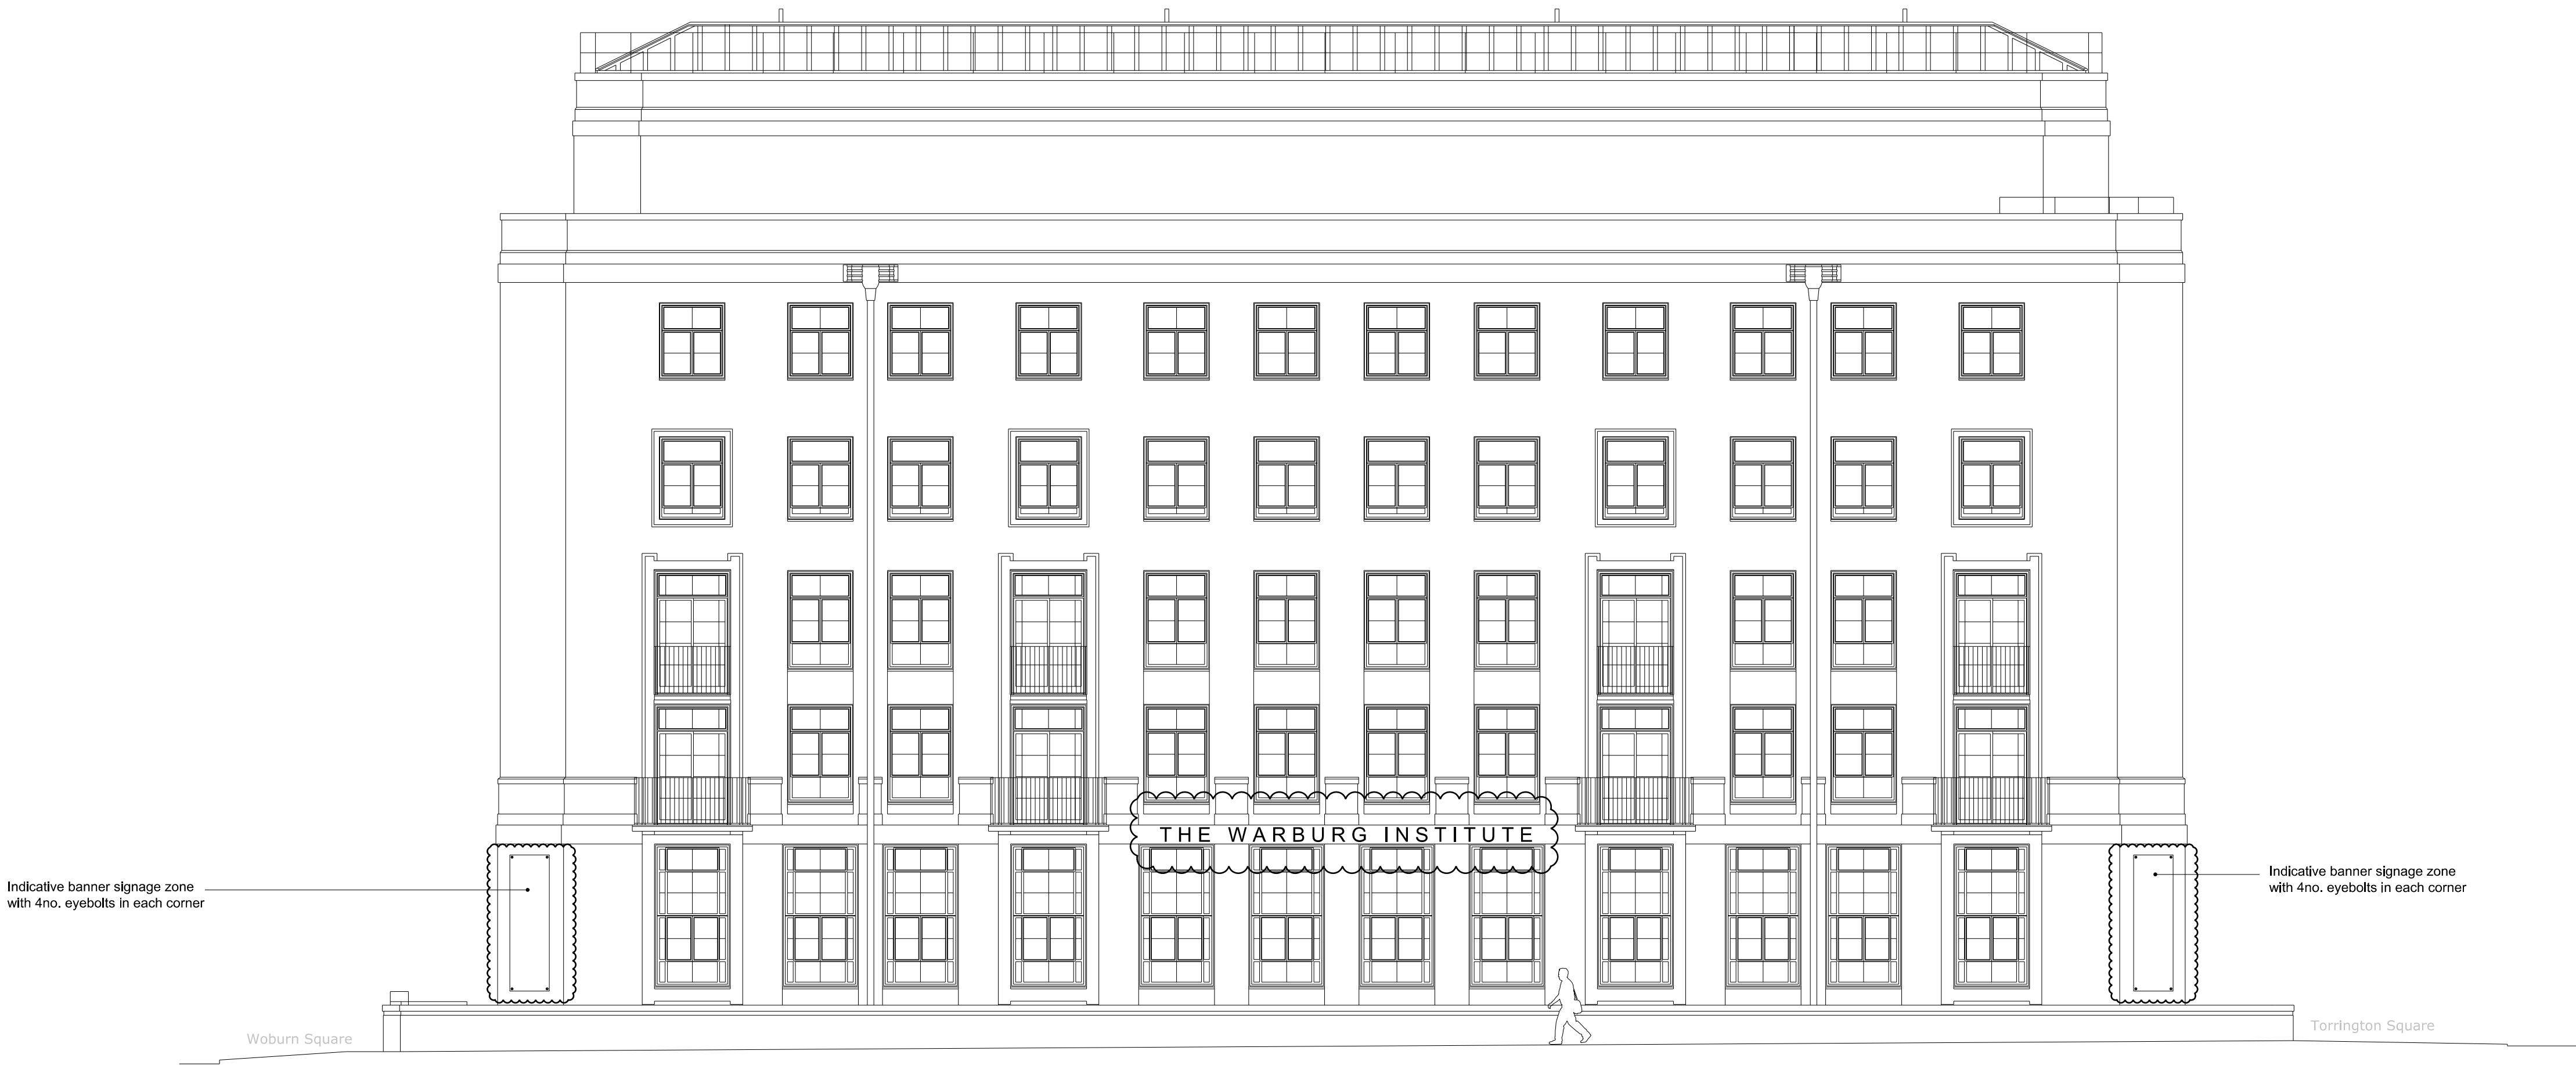 THE WARBURG INSTITUTE
Indicative banner signage zone
with 4no. eyebolts in each corner
Indicative banner signage zone
with 4no. eyebolts in each corner
Woburn Square
Torrington Square